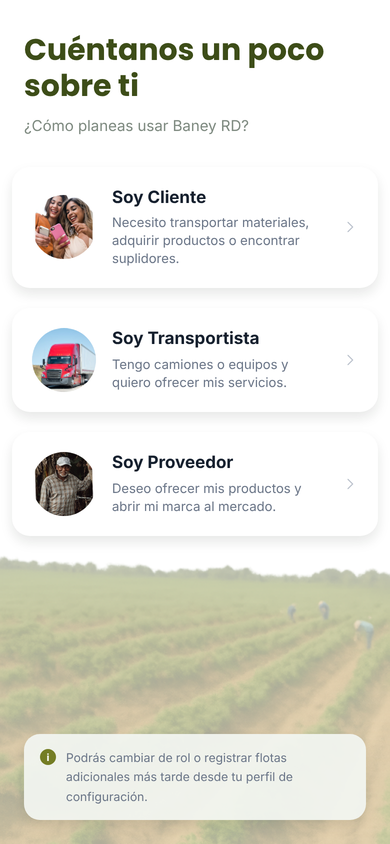 Cuéntanos un poco
sobre ti
¿Cómo planeas usar Baney RD?
Soy Cliente
Necesito transportar materiales,
adquirir productos o encontrar
suplidores.
Soy Transportista
Tengo camiones o equipos y
quiero ofrecer mis servicios.
Soy Proveedor
Deseo ofrecer mis productos y
abrir mi marca al mercado.
Podrás cambiar de rol o registrar flotas
adicionales más tarde desde tu perfil de
configuración.